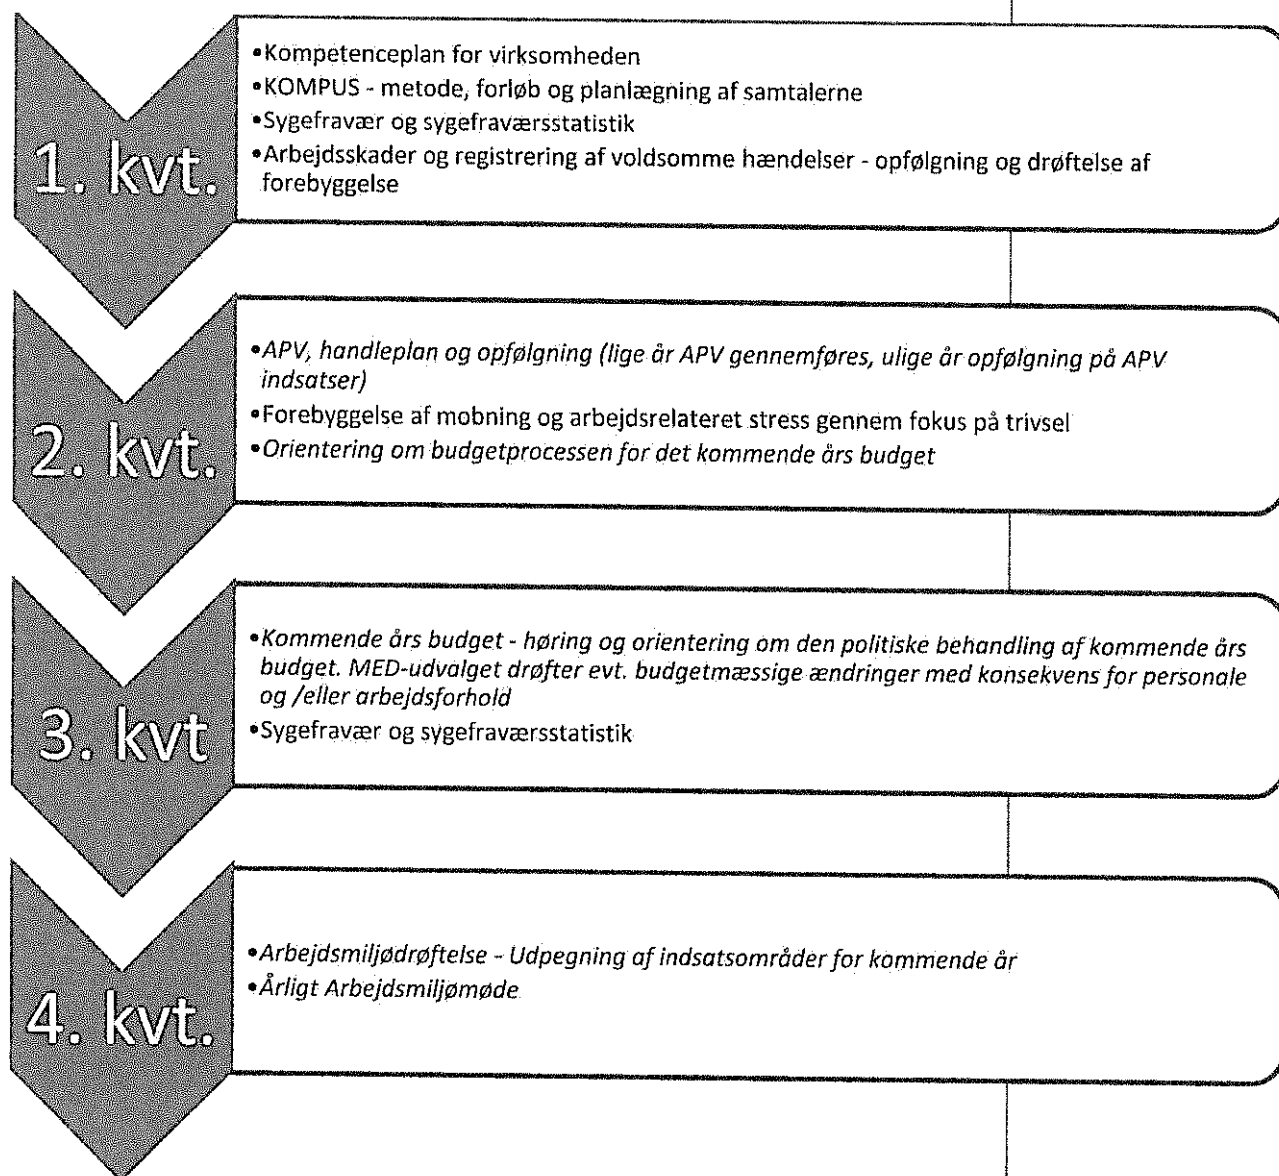 1. kvt.
•Kompetenceplan for virksomheden
•KOMPUS - metode, forløb og planlægning af samtalerne
•Sygefravær og sygefraværsstatistik
•Arbejdsskader og registrering af voldsomme hændelser - opfølgning og drøftelse af
forebyggelse
2. kvt.
•APV, handleplan og opfølgning (lige år APV gennemføres, ulige år opfølgning på APV
indsatser)
•Forebyggelse af mobning og arbejdsrelateret stress gennem fokus på trivsel
•Orientering om budgetprocessen for det kommende års budget
3. kvt
•Kommende års budget - høring og orientering om den politiske behandling af kommende års
budget. MED-udvalget drøfter evt. budgetmæssige ændringer med konsekvens for personale
og /eller arbejdsforhold
•Sygefravær og sygefraværsstatistik
4. kvt.
•Arbejdsmiljødrøftelse - Udpegning af indsatsområder for kommende år
•Årligt Arbejdsmiljømøde